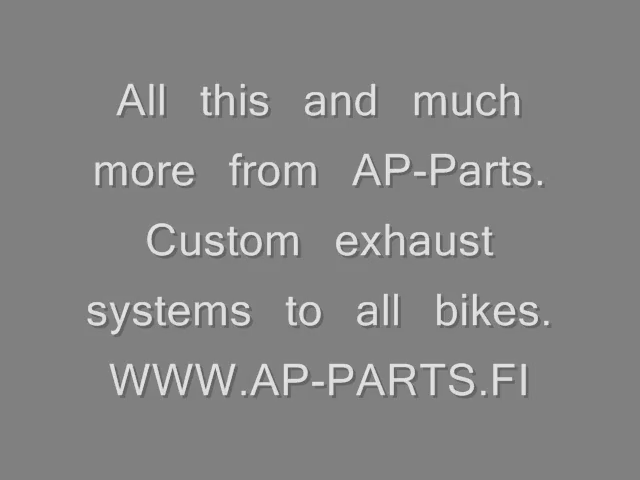 All this and much
more from AP-Parts.
Custom exhaust
systems to all bikes.
WWW.AP-PARTS.FI